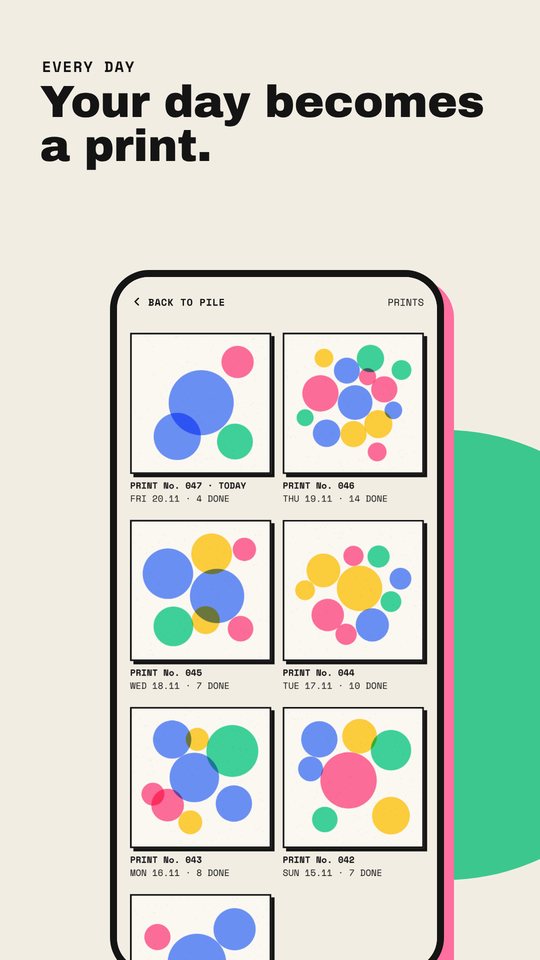 EVERY DAY
Your day becomes
a print.
BACK TO PILE
PRINTS
PRINT No. 047 · TODAY
FRI 20.11 · 4 DONE
PRINT No. 046
THU 19.11 · 14 DONE
PRINT No. 045
WED 18.11 · 7 DONE
PRINT No. 044
TUE 17.11 · 10 DONE
PRINT No. 043
MON 16.11 · 8 DONE
PRINT No. 042
SUN 15.11 · 7 DONE